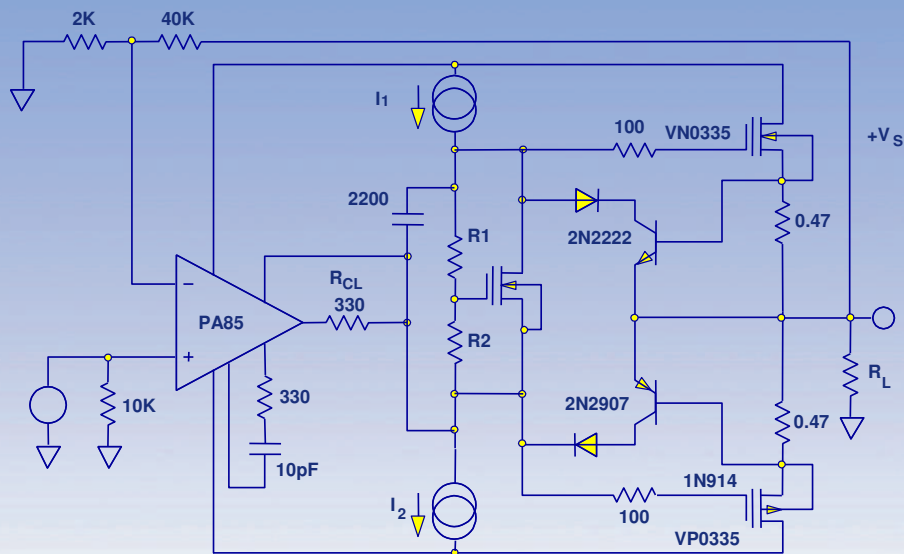 2K
40K
I1
100
VN0335
+VS
2200
0.47
R1
2N2222
RCL
330
−
PA85
+
R2
10K
330
10pF
2N2907
RL
0.47
1N914
I2
100
VP0335